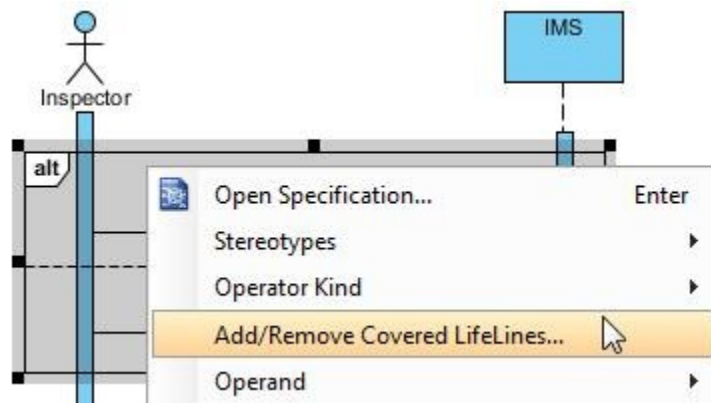 IMS
Inspector
alt
Open Specification... Enter
Stereotypes
Operator Kind
Add/Remove Covered LifeLines...
Operand